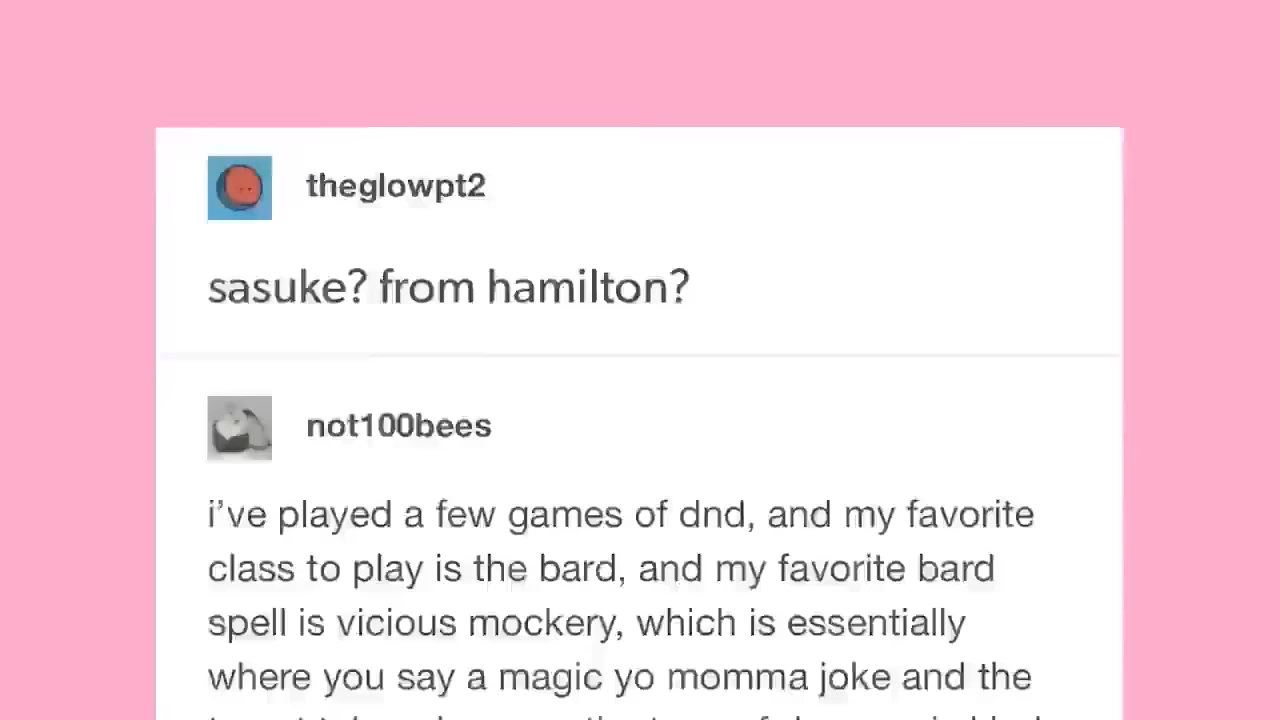 theglowpt2
sasuke? from hamilton?
not100bees
i’ve played a few games of dnd, and my favorite
class to play is the bard, and my favorite bard
spell is vicious mockery, which is essentially
where you say a magic yo momma joke and the